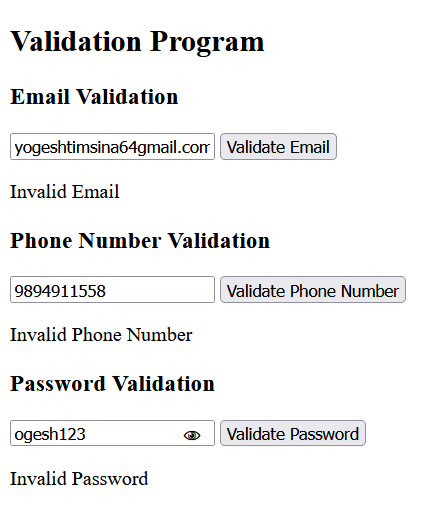 Validation Program
Email Validation
yogeshtimsina64gmail.com Validate Email
Invalid Email
Phone Number Validation
9894911558 Validate Phone Number
Invalid Phone Number
Password Validation
ogesh123 Validate Password
Invalid Password